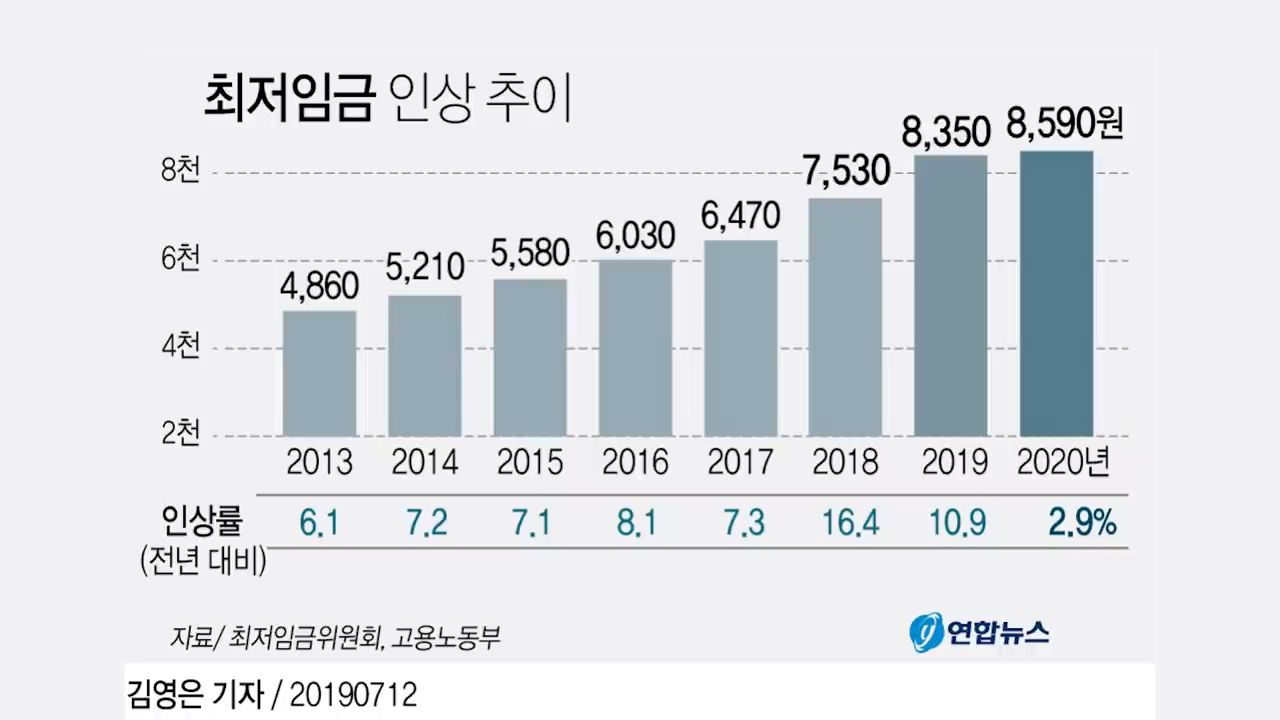 최저임금 인상 추이
8천
6천
4천
2천
4,860
5,210
5,580
6,030
6,470
7,530
8,350
8,590원
2013 2014 2015 2016 2017 2018 2019 2020년
인상률 6.1 7.2 7.1 8.1 7.3 16.4 10.9 2.9%
(전년 대비)
자료/ 최저임금위원회, 고용노동부
연합뉴스
김영은 기자 / 20190712